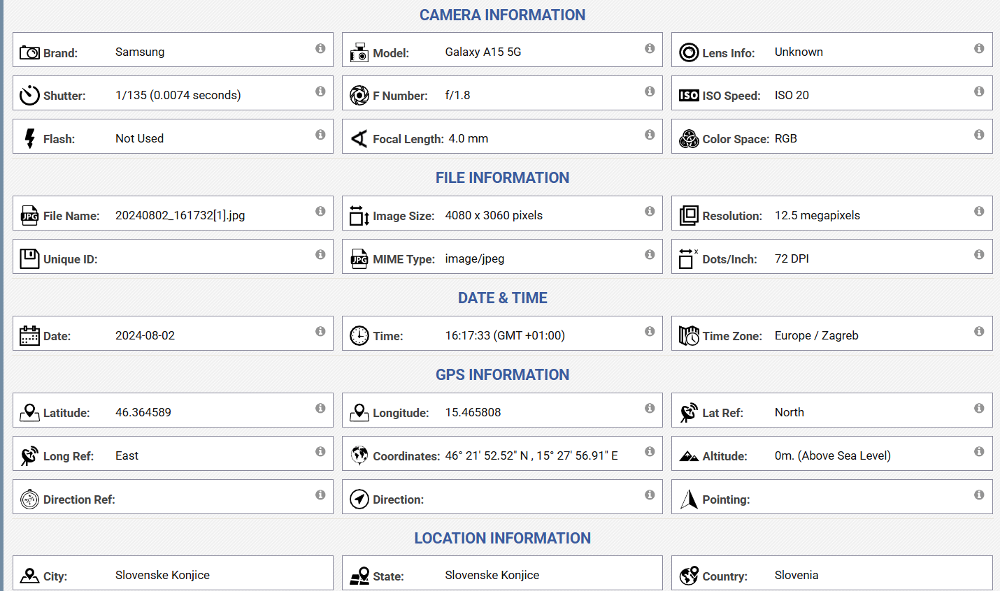 CAMERA INFORMATION
Brand: Samsung
Model: Galaxy A15 5G
Lens Info: Unknown
Shutter: 1/135 (0.0074 seconds)
F Number: f/1.8
ISO ISO Speed: ISO 20
Flash: Not Used
Focal Length: 4.0 mm
Color Space: RGB
FILE INFORMATION
JPG File Name: 20240802_161732[1].jpg
Image Size: 4080 x 3060 pixels
Resolution: 12.5 megapixels
Unique ID:
JPG MIME Type: image/jpeg
x Dots/Inch: 72 DPI
DATE & TIME
Date: 2024-08-02
Time: 16:17:33 (GMT +01:00)
Time Zone: Europe / Zagreb
GPS INFORMATION
Latitude: 46.364589
Longitude: 15.465808
Lat Ref: North
Long Ref: East
Coordinates: 46° 21' 52.52" N , 15° 27' 56.91" E
Altitude: 0m. (Above Sea Level)
Direction Ref:
Direction:
Pointing:
LOCATION INFORMATION
City: Slovenske Konjice
State: Slovenske Konjice
Country: Slovenia